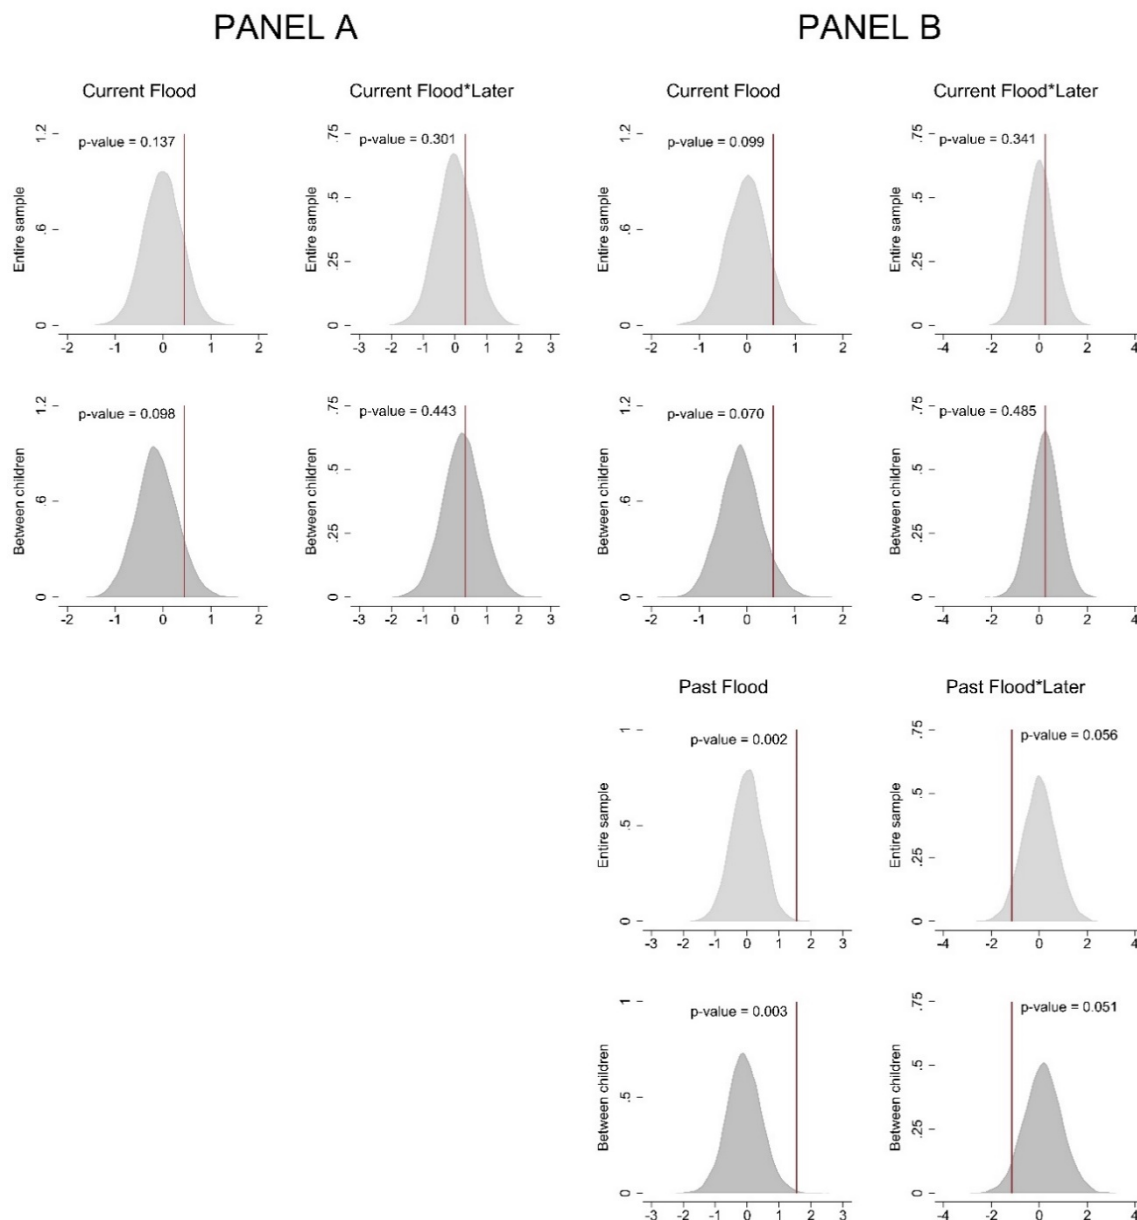 PANEL A
PANEL B
Current Flood
Current Flood*Later
Current Flood
Current Flood*Later
Entire sample
0 .6 1.2
p-value = 0.137
-2 -1 0 1 2
Entire sample
0 .25 .5 .75
p-value = 0.301
-3 -2 -1 0 1 2 3
Entire sample
0 .6 1.2
p-value = 0.099
-2 -1 0 1 2
Entire sample
0 .25 .5 .75
p-value = 0.341
-4 -2 0 2 4
Between children
0 .6 1.2
p-value = 0.098
-2 -1 0 1 2
Between children
0 .25 .5 .75
p-value = 0.443
-3 -2 -1 0 1 2 3
Between children
0 .6 1.2
p-value = 0.070
-2 -1 0 1 2
Between children
0 .25 .5 .75
p-value = 0.485
-4 -2 0 2 4
Past Flood
Past Flood*Later
Entire sample
0 .5 1
p-value = 0.002
-3 -2 -1 0 1 2 3
Entire sample
0 .25 .5 .75
p-value = 0.056
-4 -2 0 2 4
Between children
0 .5 1
p-value = 0.003
-3 -2 -1 0 1 2 3
Between children
0 .25 .5 .75
p-value = 0.051
-4 -2 0 2 4